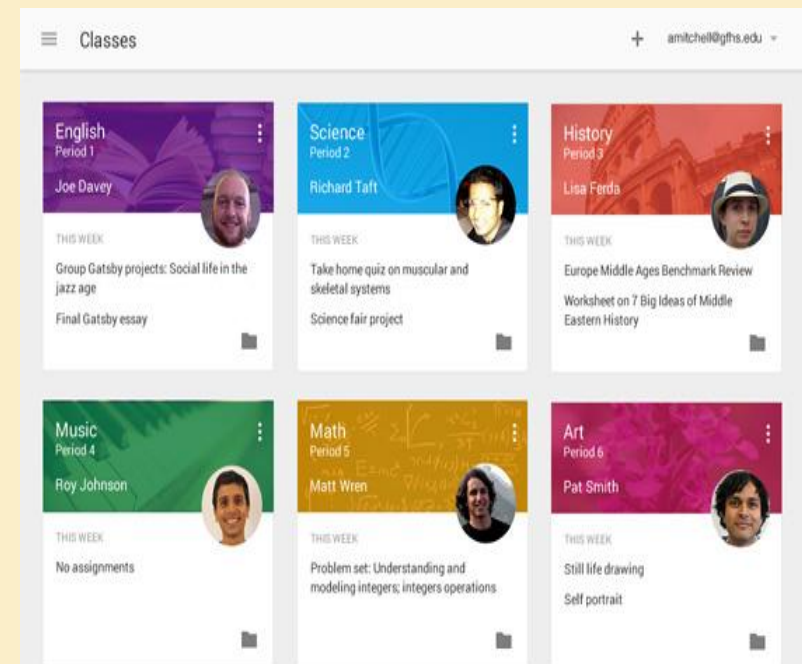 Classes
+ amitchell@gfhs.edu
English
Period 1
Joe Davey
THIS WEEK
Group Gatsby projects: Social life in the
jazz age
Final Gatsby essay
Science
Period 2
Richard Taft
THIS WEEK
Take home quiz on muscular and
skeletal systems
Science fair project
History
Period 3
Lisa Ferda
THIS WEEK
Europe Middle Ages Benchmark Review
Worksheet on 7 Big Ideas of Middle
Eastern History
Music
Period 4
Roy Johnson
THIS WEEK
No assignments
Math
Period 5
Matt Wren
THIS WEEK
Problem set: Understanding and
modeling integers; integers operations
Art
Period 6
Pat Smith
THIS WEEK
Still life drawing
Self portrait